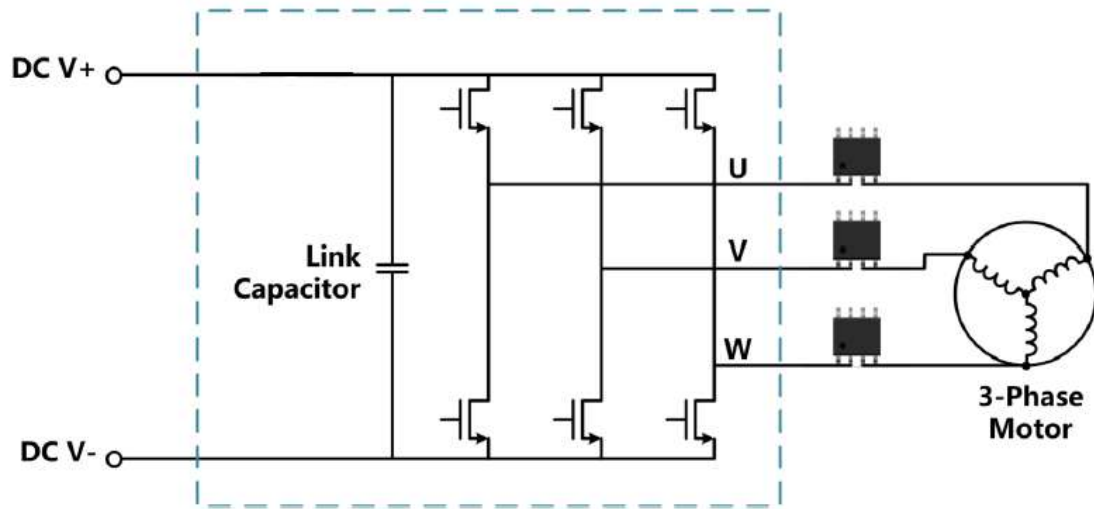 DC V+
U
V
Link
Capacitor
W
3-Phase
Motor
DC V-